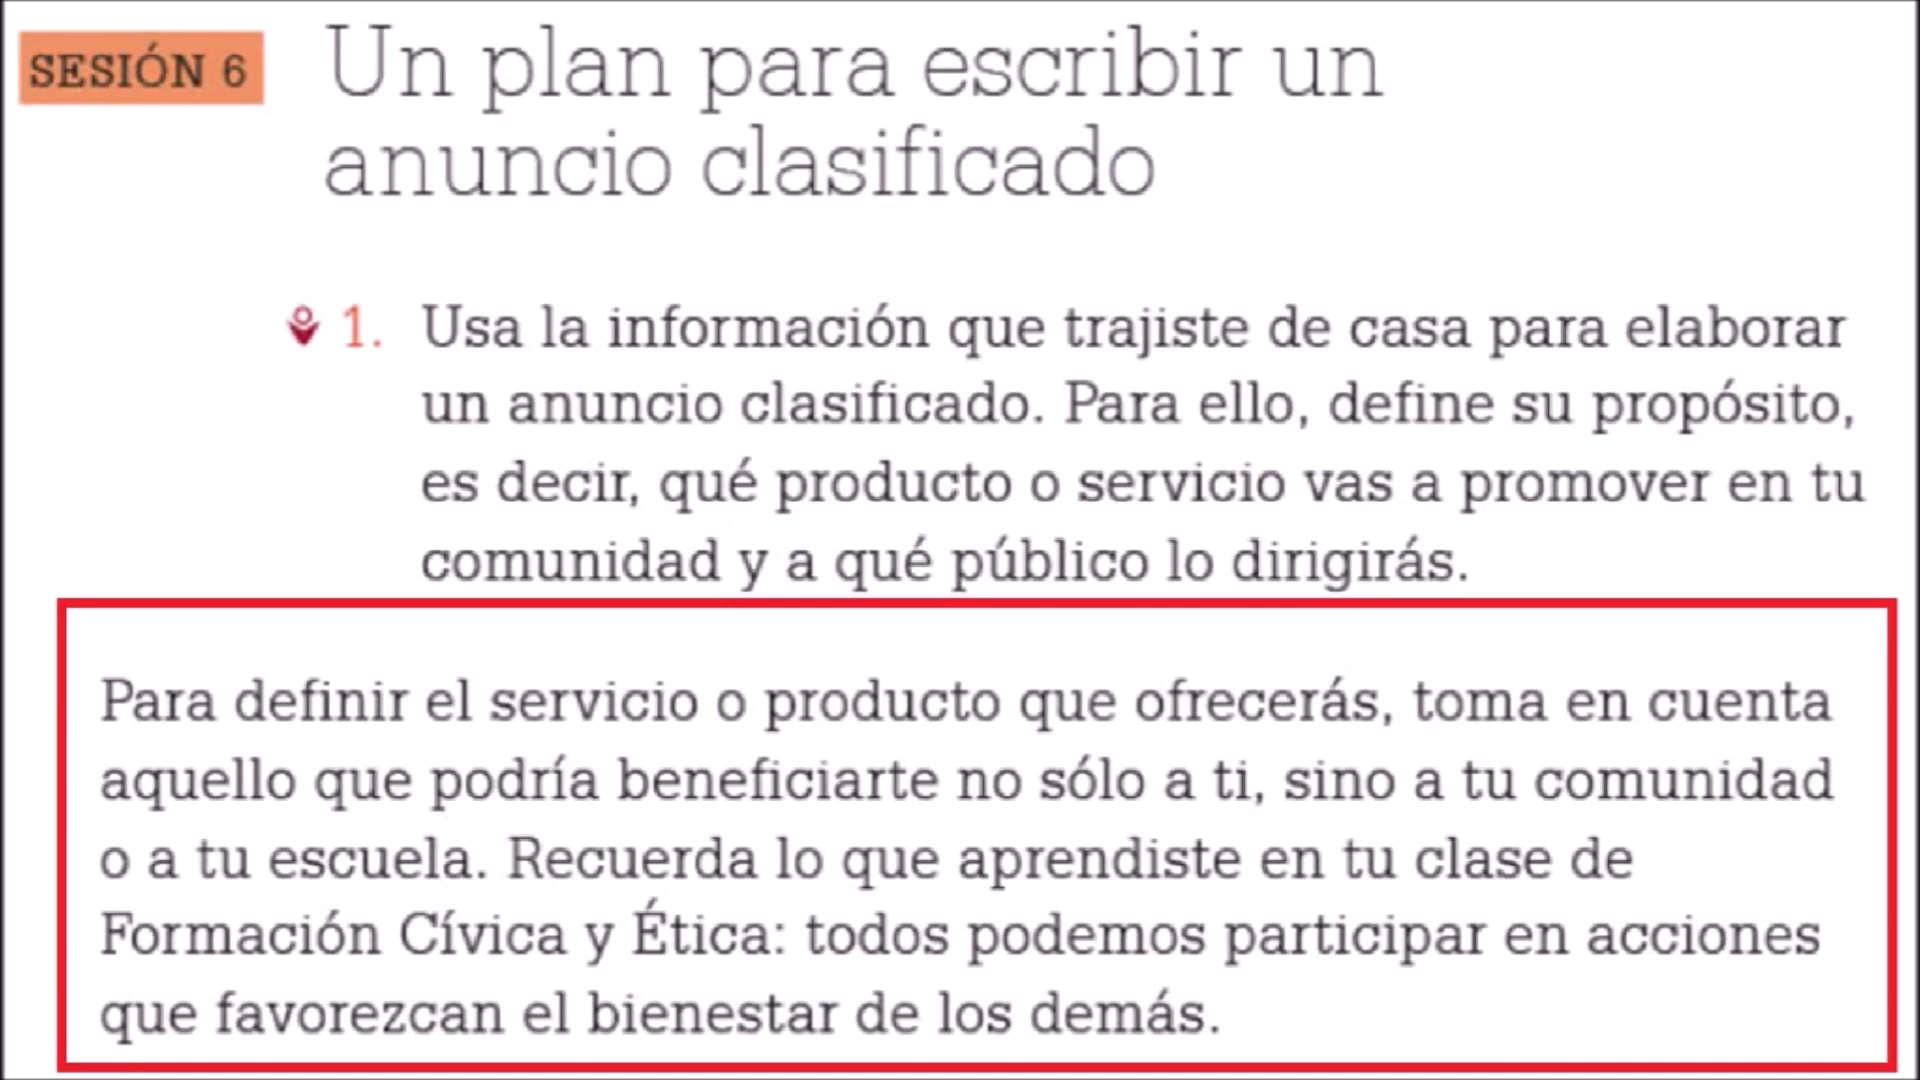 SESIÓN 6
Un plan para escribir un
anuncio clasificado
1. Usa la información que trajiste de casa para elaborar
un anuncio clasificado. Para ello, define su propósito,
es decir, qué producto o servicio vas a promover en tu
comunidad y a qué público lo dirigirás.
Para definir el servicio o producto que ofrecerás, toma en cuenta
aquello que podría beneficiarte no sólo a ti, sino a tu comunidad
o a tu escuela. Recuerda lo que aprendiste en tu clase de
Formación Cívica y Ética: todos podemos participar en acciones
que favorezcan el bienestar de los demás.